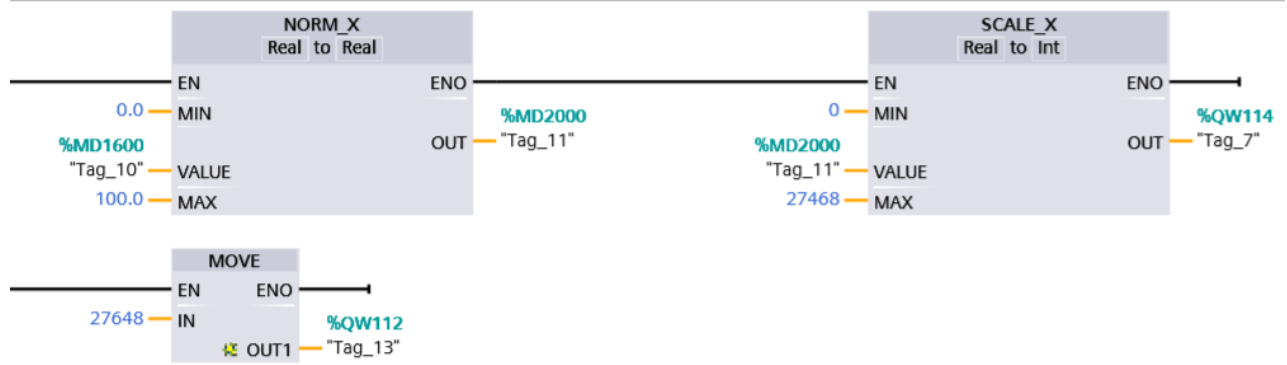 NORM_X SCALE_X
Real to Real Real to Int
EN ENO EN ENO
0.0 MIN 0 MIN
%MD2000 %QW114
%MD1600 OUT "Tag_11" %MD2000 OUT "Tag_7"
"Tag_10" VALUE "Tag_11" VALUE
100.0 MAX 27468 MAX
MOVE
EN ENO
27648 IN %QW112
OUT1 "Tag_13"